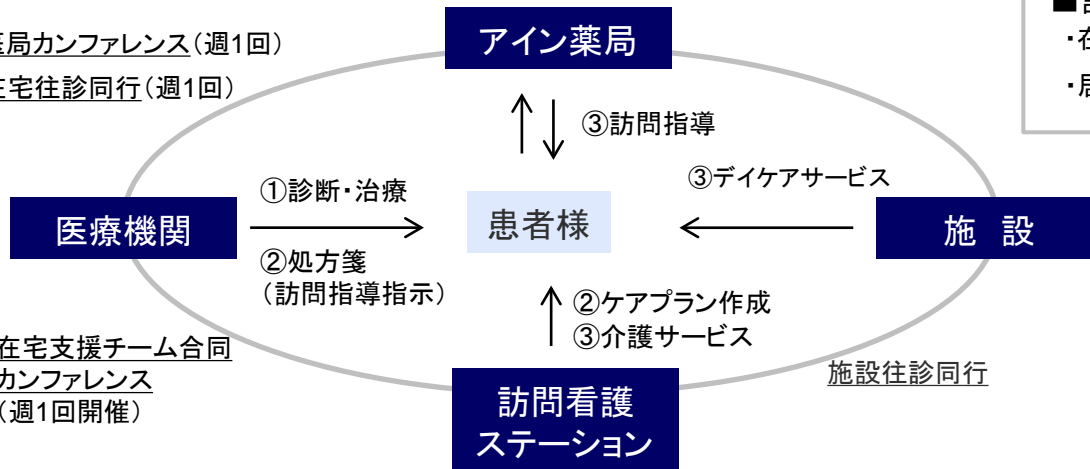 局カンファレンス(週1回)
宅往診同行(週1回)
アイン薬局
③訪問指導
③デイケアサービス
①診断・治療
医療機関
患者様
施 設
②処方箋
(訪問指導指示)
②ケアプラン作成
③介護サービス
在宅支援チーム合同
カンファレンス
(週1回開催)
施設往診同行
訪問看護
ステーション